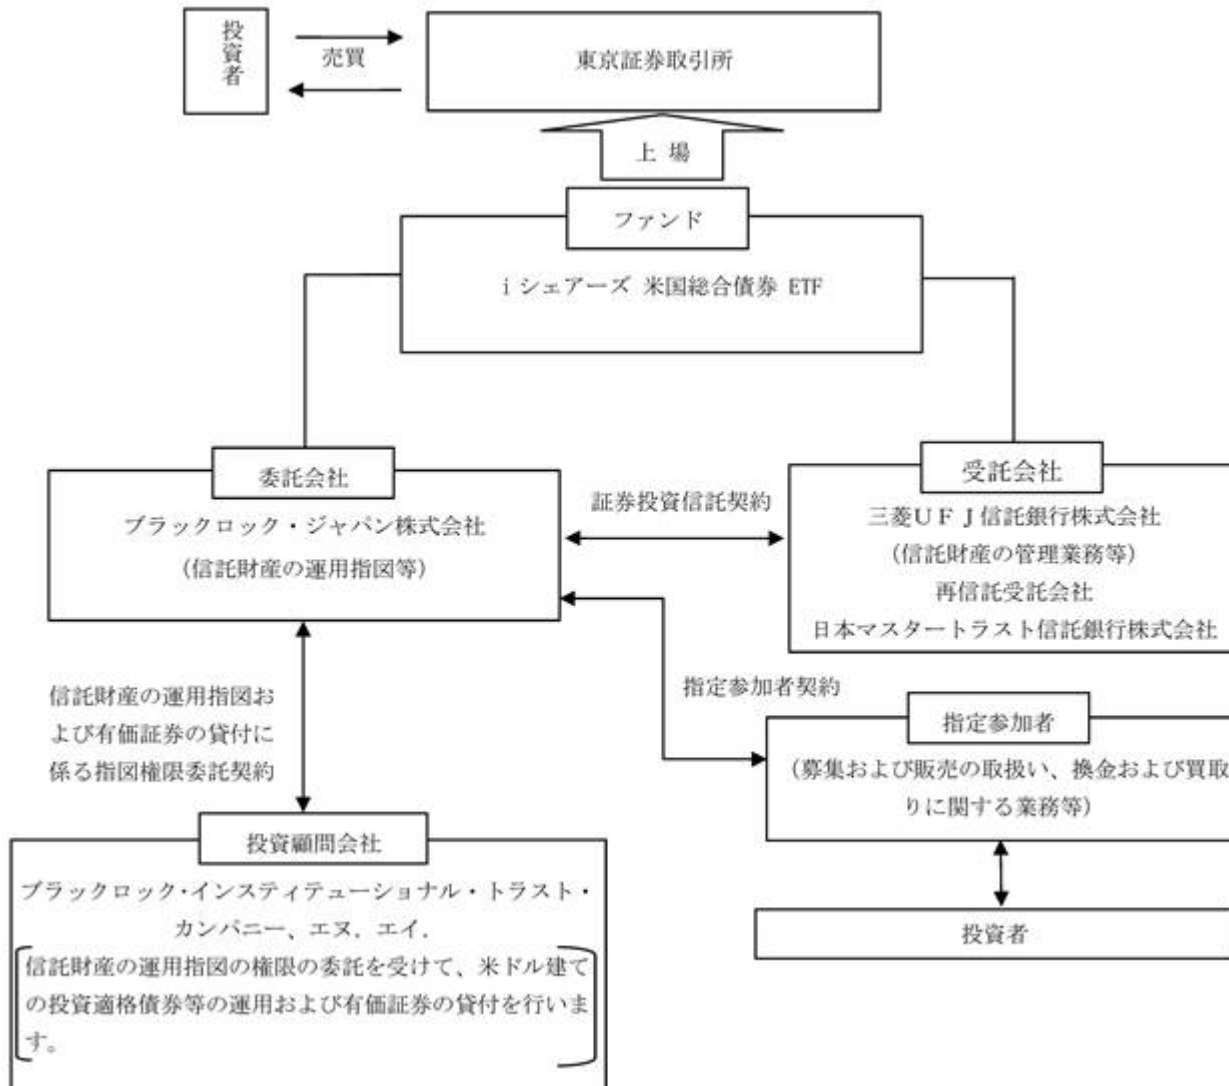 投資者
売買
東京証券取引所
上 場
ファンド
i シェアーズ 米国総合債券 ETF
委託会社
ブラックロック・ジャパン株式会社
(信託財産の運用指図等)
証券投資信託契約
受託会社
三菱UFJ信託銀行株式会社
(信託財産の管理業務等)
再信託受託会社
日本マスタートラスト信託銀行株式会社
信託財産の運用指図お
よび有価証券の貸付に
係る指図権限委託契約
指定参加者契約
指定参加者
(募集および販売の取扱い、換金および買取
りに関する業務等)
投資者
投資顧問会社
ブラックロック・インスティテューショナル・トラスト・
カンパニー、エヌ. エイ.
信託財産の運用指図の権限の委託を受けて、米ドル建て
の投資適格債券等の運用および有価証券の貸付を行いま
す。